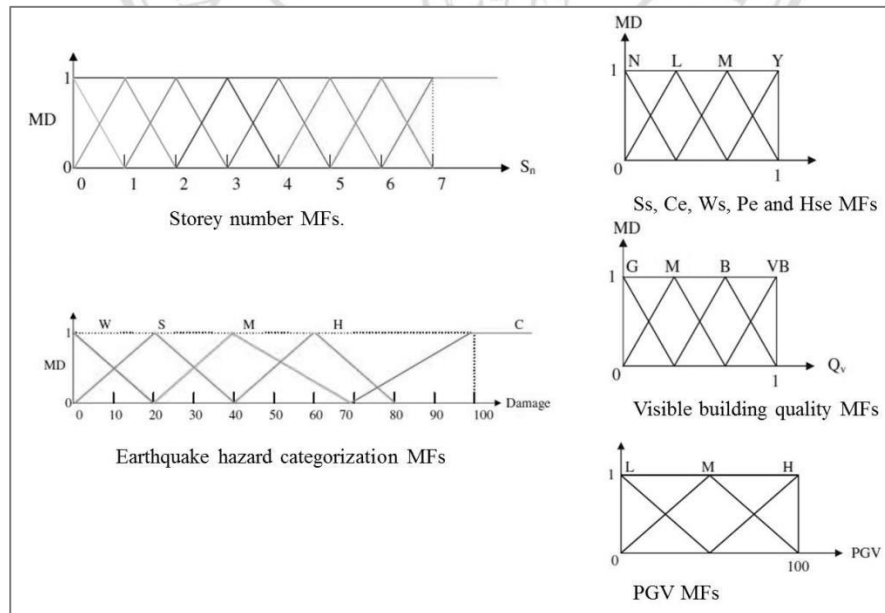 1
MD
0
0 1 2 3 4 5 6 7
Sn
Storey number MFs.
W S M H C
1
MD
0
0 10 20 30 40 50 60 70 80 90 100 Damage
Earthquake hazard categorization MFs
MD
N L M Y
1
0 1
Ss, Ce, Ws, Pe and Hse MFs
MD
G M B VB
1
0 1 Qv
Visible building quality MFs
L M H
1
0 100 PGV
PGV MFs